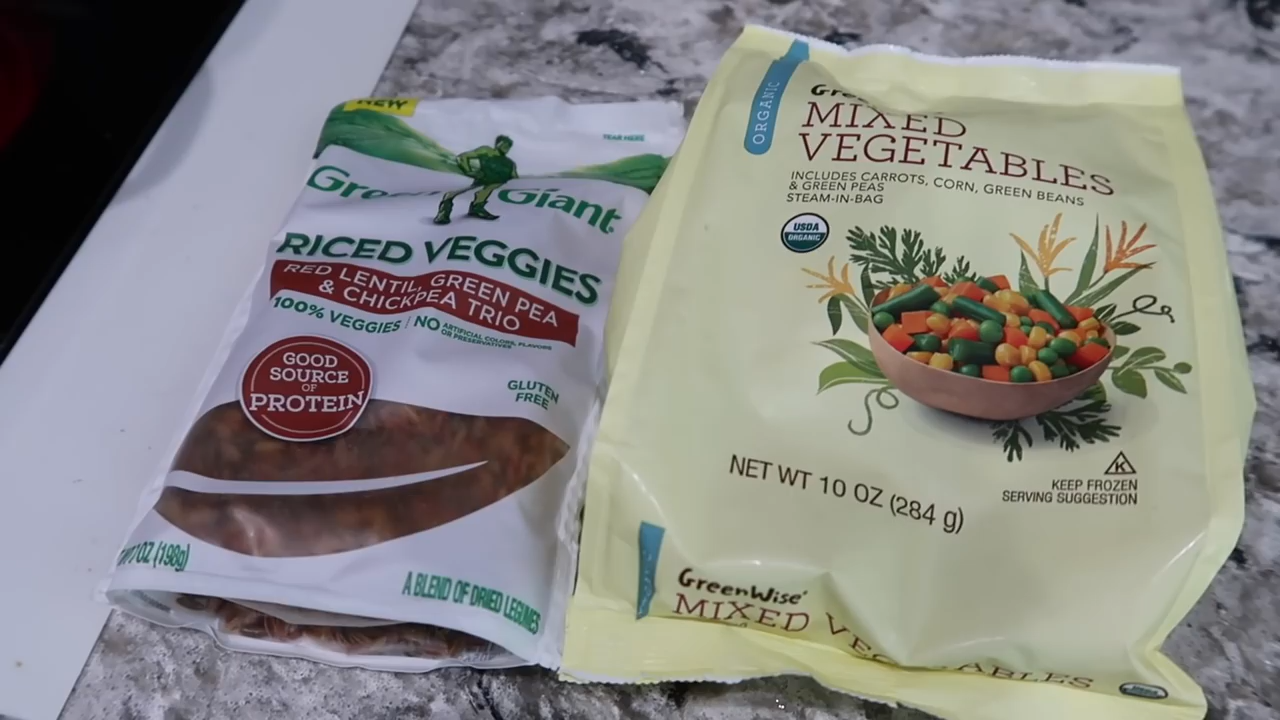 NEW
TEAR HERE
Green Giant
RICED VEGGIES
RED LENTIL, GREEN PEA
& CHICKPEA TRIO
100% VEGGIES / NO ARTIFICIAL COLORS, FLAVORS
OR PRESERVATIVES
GOOD
SOURCE
OF
PROTEIN
GLUTEN
FREE
7 OZ (198g)
A BLEND OF DRIED LEGUMES
ORGANIC
MIXED
VEGETABLES
INCLUDES CARROTS, CORN, GREEN BEANS
& GREEN PEAS
STEAM-IN-BAG
USDA
ORGANIC
NET WT 10 OZ (284 g)
K
KEEP FROZEN
SERVING SUGGESTION
GreenWise
MIXED VEGETABLES
USDA